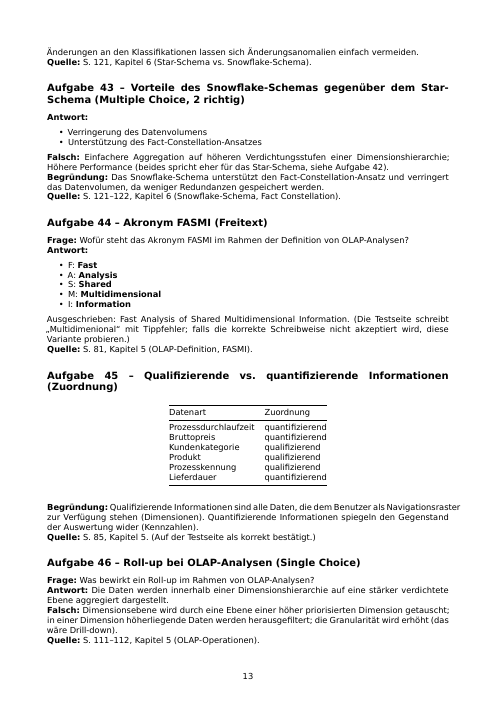 Änderungen an den Klassifikationen lassen sich Änderungsanomalien einfach vermeiden.
Quelle: S. 121, Kapitel 6 (Star-Schema vs. Snowflake-Schema).
Aufgabe 43 – Vorteile des Snowflake-Schemas gegenüber dem Star-
Schema (Multiple Choice, 2 richtig)
Antwort:
• Verringerung des Datenvolumens
• Unterstützung des Fact-Constellation-Ansatzes
Falsch: Einfachere Aggregation auf höheren Verdichtungsstufen einer Dimensionshierarchie;
Höhere Performance (beides spricht eher für das Star-Schema, siehe Aufgabe 42).
Begründung: Das Snowflake-Schema unterstützt den Fact-Constellation-Ansatz und verringert
das Datenvolumen, da weniger Redundanzen gespeichert werden.
Quelle: S. 121–122, Kapitel 6 (Snowflake-Schema, Fact Constellation).
Aufgabe 44 – Akronym FASMI (Freitext)
Frage: Wofür steht das Akronym FASMI im Rahmen der Definition von OLAP-Analysen?
Antwort:
• F: Fast
• A: Analysis
• S: Shared
• M: Multidimensional
• I: Information
Ausgeschrieben: Fast Analysis of Shared Multidimensional Information. (Die Testseite schreibt
„Multidimenional“ mit Tippfehler; falls die korrekte Schreibweise nicht akzeptiert wird, diese
Variante probieren.)
Quelle: S. 81, Kapitel 5 (OLAP-Definition, FASMI).
Aufgabe 45 – Qualifizierende vs. quantifizierende Informationen
(Zuordnung)
Datenart Zuordnung
Prozessdurchlaufzeit quantifizierend
Bruttopreis quantifizierend
Kundenkategorie qualifizierend
Produkt qualifizierend
Prozesskennung qualifizierend
Lieferdauer quantifizierend
Begründung: Qualifizierende Informationen sind alle Daten, die dem Benutzer als Navigationsraster
zur Verfügung stehen (Dimensionen). Quantifizierende Informationen spiegeln den Gegenstand
der Auswertung wider (Kennzahlen).
Quelle: S. 85, Kapitel 5. (Auf der Testseite als korrekt bestätigt.)
Aufgabe 46 – Roll-up bei OLAP-Analysen (Single Choice)
Frage: Was bewirkt ein Roll-up im Rahmen von OLAP-Analysen?
Antwort: Die Daten werden innerhalb einer Dimensionshierarchie auf eine stärker verdichtete
Ebene aggregiert dargestellt.
Falsch: Dimensionsebene wird durch eine Ebene einer höher priorisierten Dimension getauscht;
in einer Dimension höherliegende Daten werden herausgefiltert; die Granularität wird erhöht (das
wäre Drill-down).
Quelle: S. 111–112, Kapitel 5 (OLAP-Operationen).
13